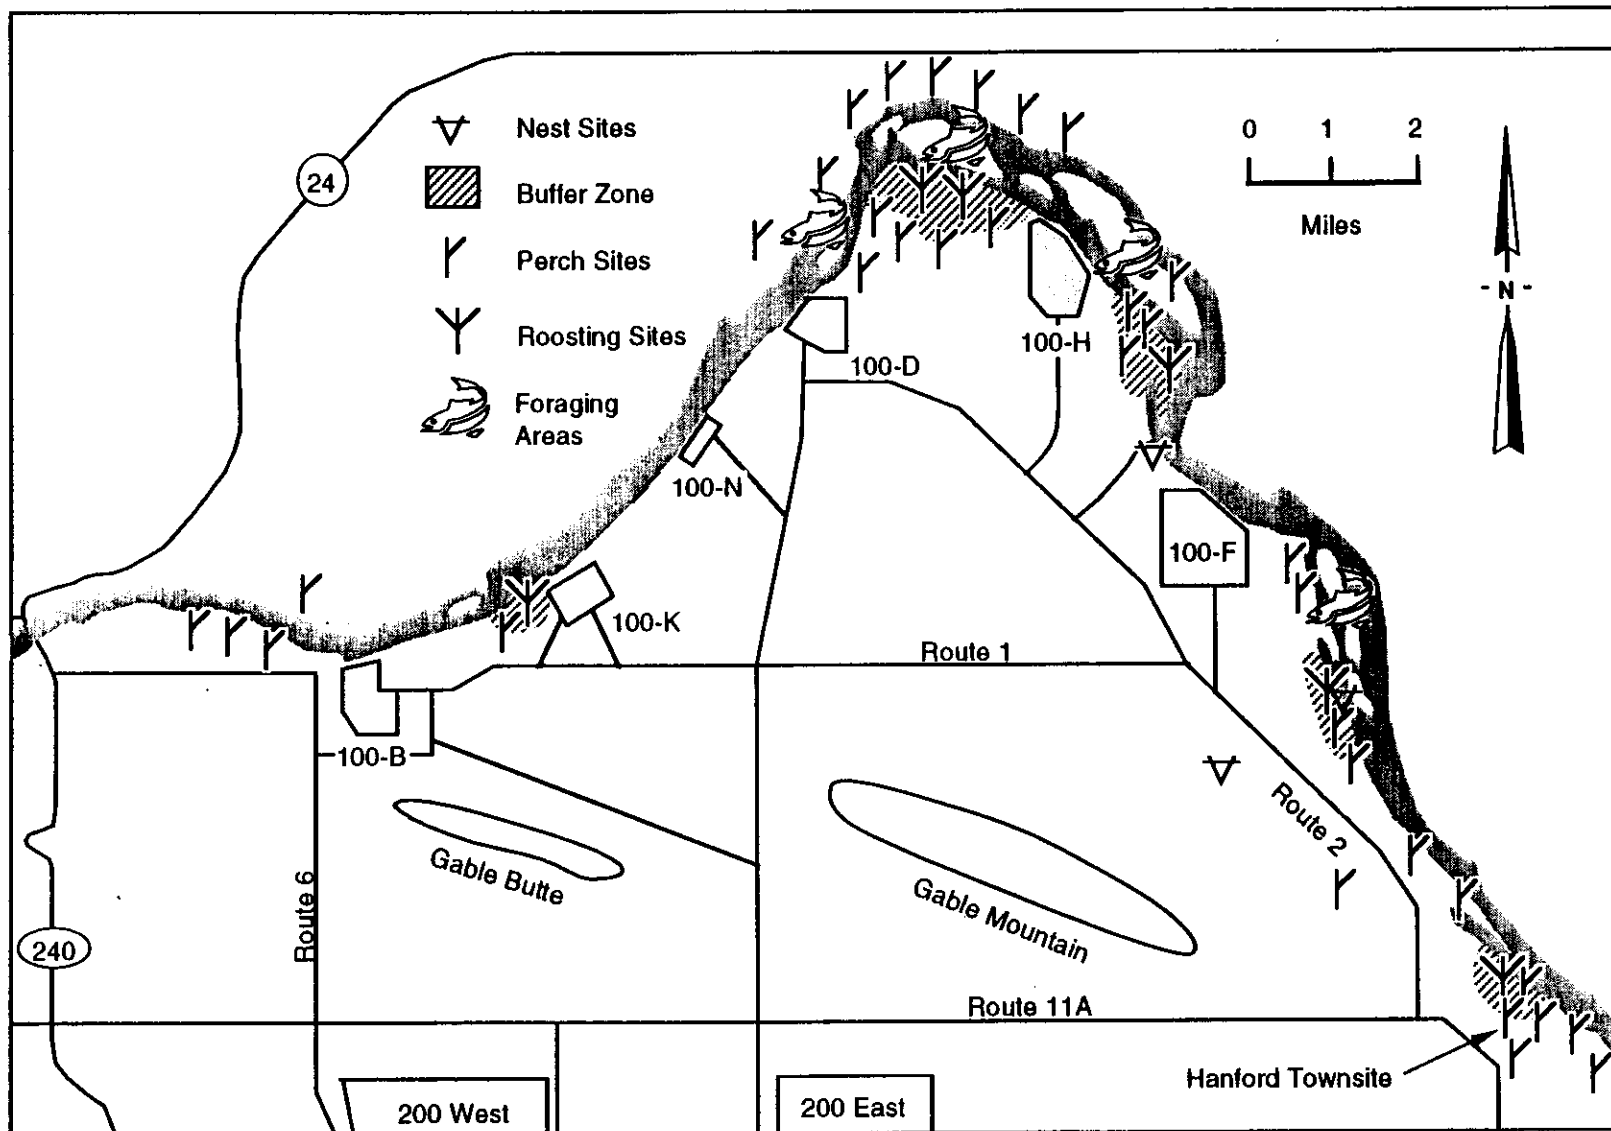 24
Nest Sites
Buffer Zone
Perch Sites
Roosting Sites
Foraging
Areas
0 1 2
Miles
- N -
100-H
100-D
100-N
100-F
100-K
Route 1
100-B
Route 2
Gable Butte
Gable Mountain
Route 6
240
Route 11A
Hanford Townsite
200 West
200 East